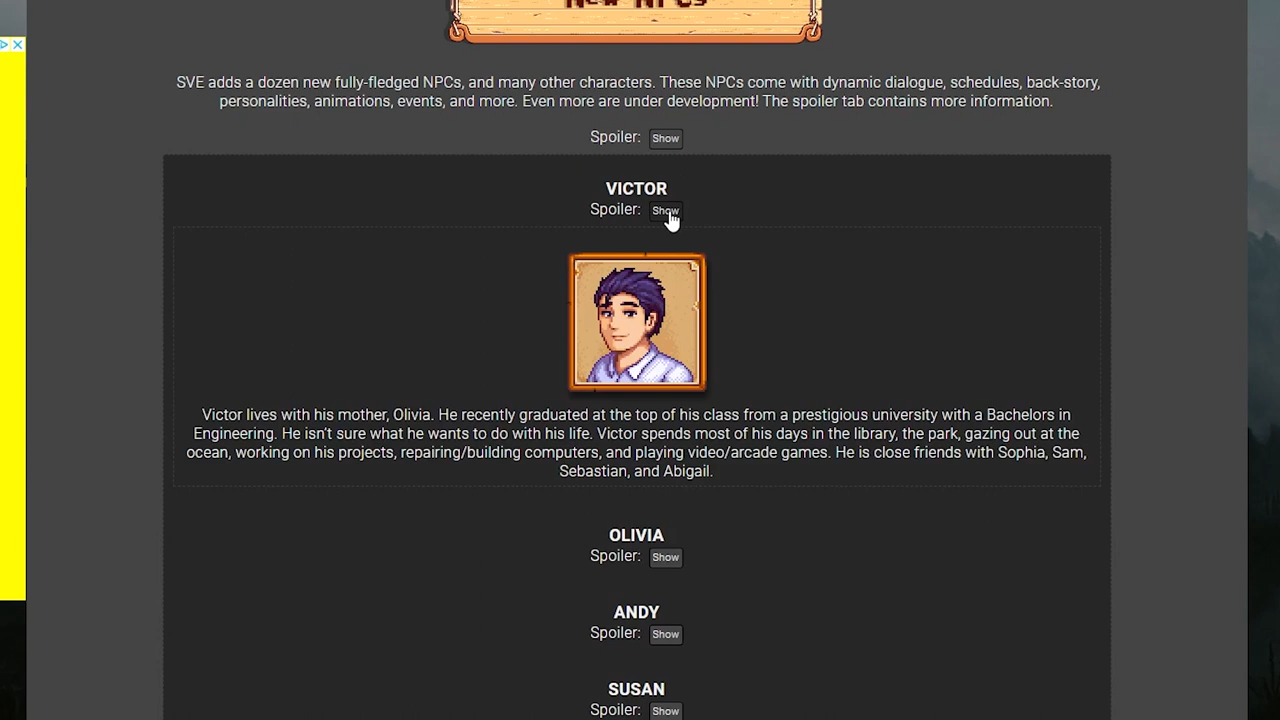 New NPCs
SVE adds a dozen new fully-fledged NPCs, and many other characters. These NPCs come with dynamic dialogue, schedules, back-story,
personalities, animations, events, and more. Even more are under development! The spoiler tab contains more information.
Spoiler: Show
VICTOR
Spoiler: Show
Victor lives with his mother, Olivia. He recently graduated at the top of his class from a prestigious university with a Bachelors in
Engineering. He isn't sure what he wants to do with his life. Victor spends most of his days in the library, the park, gazing out at the
ocean, working on his projects, repairing/building computers, and playing video/arcade games. He is close friends with Sophia, Sam,
Sebastian, and Abigail.
OLIVIA
Spoiler: Show
ANDY
Spoiler: Show
SUSAN
Spoiler: Show